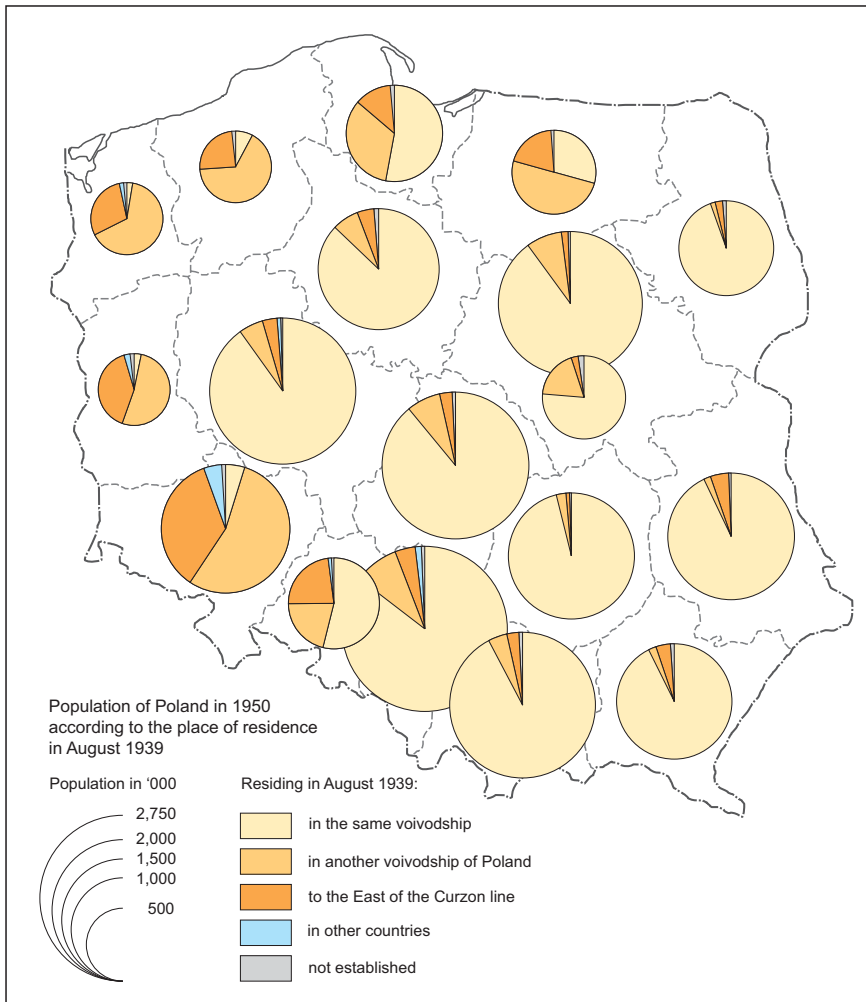 Population of Poland in 1950
according to the place of residence
in August 1939
Population in ‘000
2,750
2,000
1,500
1,000
500
Residing in August 1939:
in the same voivodship
in another voivodship of Poland
to the East of the Curzon line
in other countries
not established